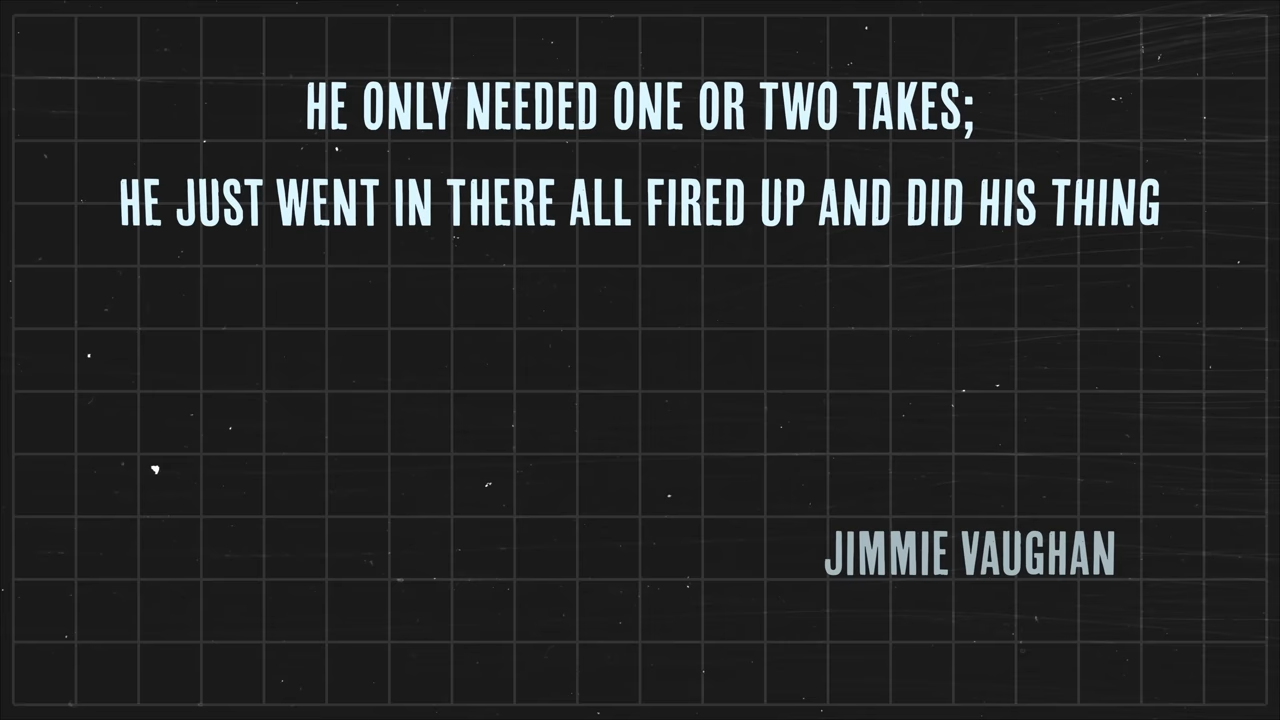 HE ONLY NEEDED ONE OR TWO TAKES;
HE JUST WENT IN THERE ALL FIRED UP AND DID HIS THING
JIMMIE VAUGHAN